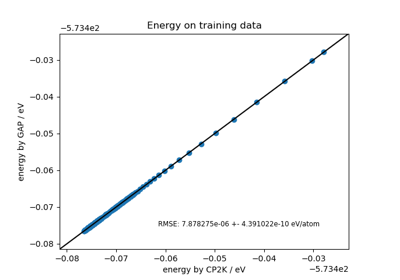 Energy on training data
−5.734e2
−0.03
−0.04
−0.05
−0.06
−0.07
−0.08
energy by GAP / eV
RMSE: 7.878275e-06 +- 4.391022e-10 eV/atom
−0.08 −0.07 −0.06 −0.05 −0.04 −0.03
energy by CP2K / eV
−5.734e2